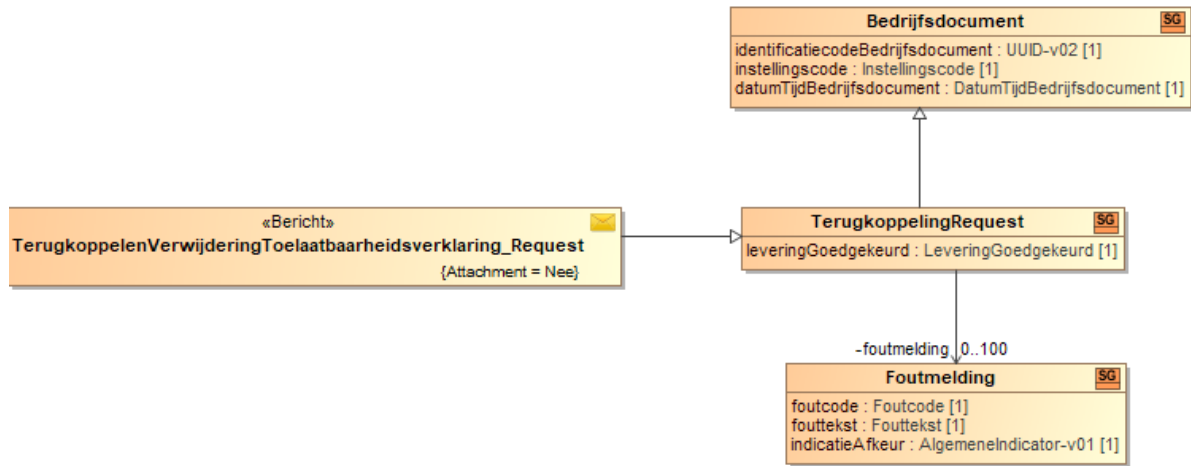 Bedrijfsdocument
SG
identificatiecodeBedrijfsdocument : UUID-v02 [1]
instellingscode : Instellingscode [1]
datumTijdBedrijfsdocument : DatumTijdBedrijfsdocument [1]
«Bericht»
TerugkoppelenVerwijderingToelaatbaarheidsverklaring_Request
{Attachment = Nee}
TerugkoppelingRequest
SG
leveringGoedgekeurd : LeveringGoedgekeurd [1]
-foutmelding 0..100
Foutmelding
SG
foutcode : Foutcode [1]
fouttekst : Fouttekst [1]
indicatieAfkeur : AlgemeneIndicator-v01 [1]